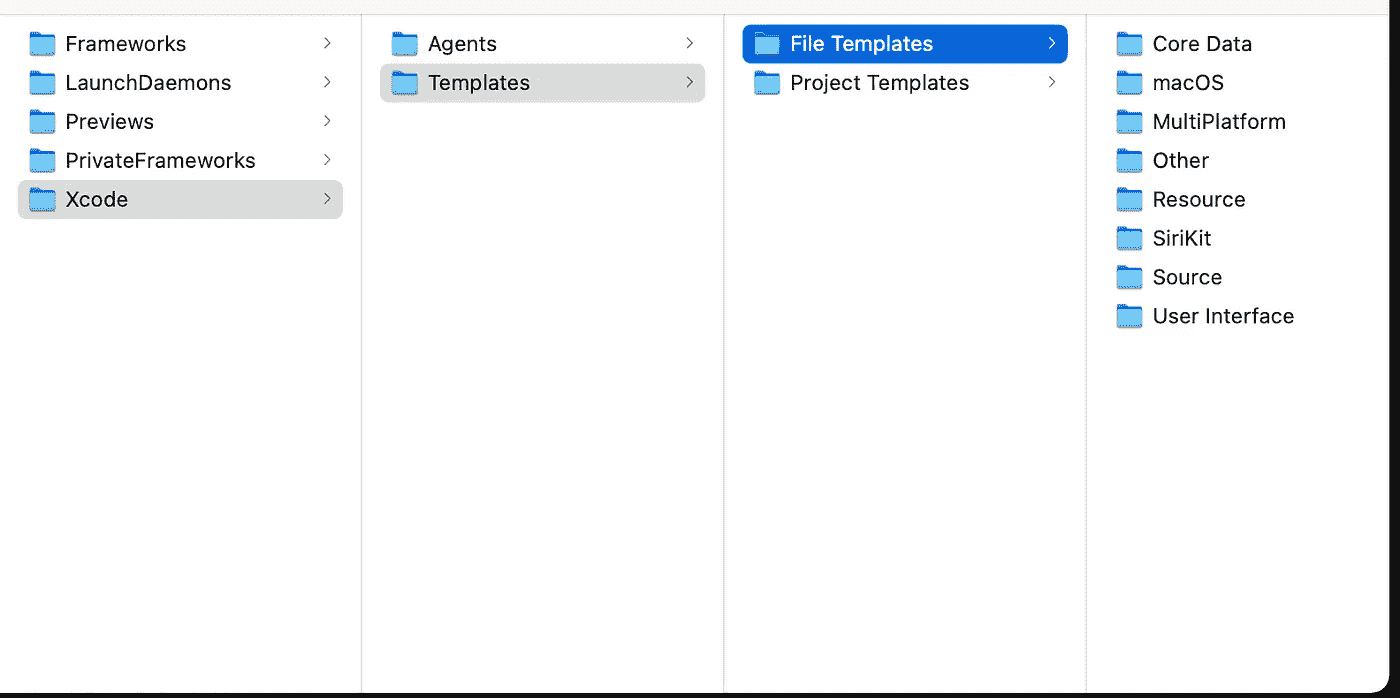 Frameworks
LaunchDaemons
Previews
PrivateFrameworks
Xcode
Agents
Templates
File Templates
Project Templates
Core Data
macOS
MultiPlatform
Other
Resource
SiriKit
Source
User Interface